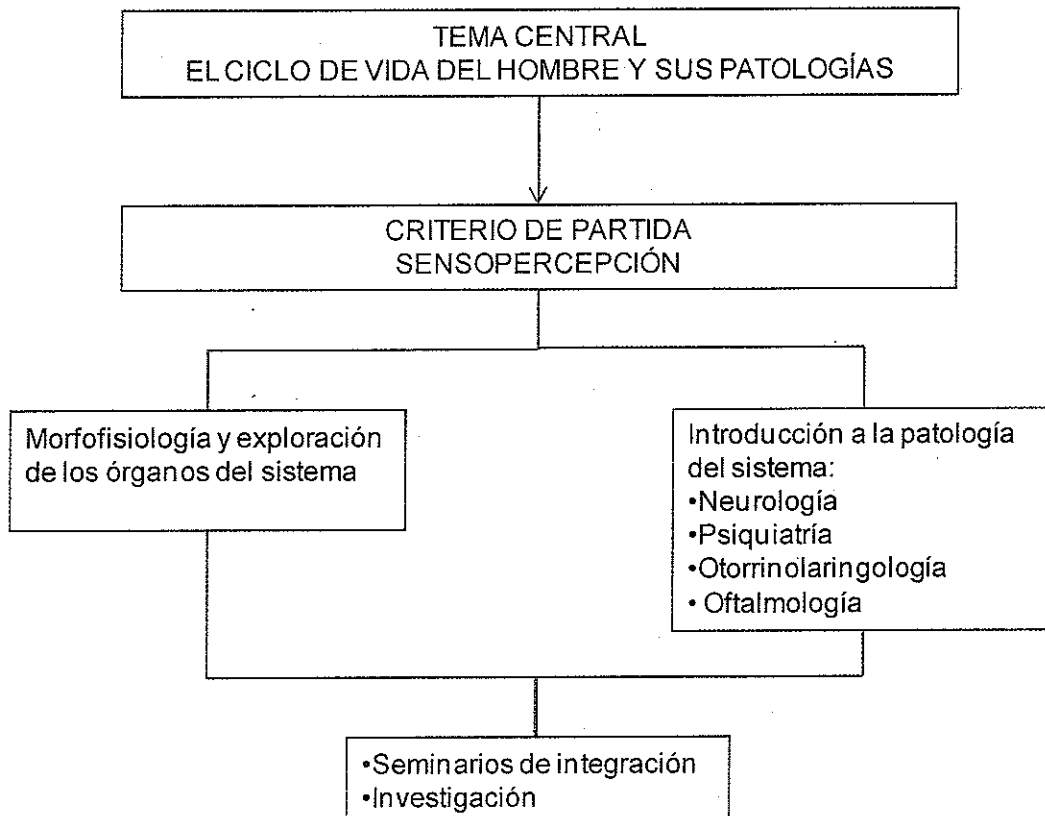 TEMA CENTRAL
EL CICLO DE VIDA DEL HOMBRE Y SUS PATOLOGÍAS
CRITERIO DE PARTIDA
SENSOPERCEPCIÓN
Morfofisiología y exploración
de los órganos del sistema
Introducción a la patología
del sistema:
•Neurología
•Psiquiatría
•Otorrinolaringología
• Oftalmología
•Seminarios de integración
•Investigación